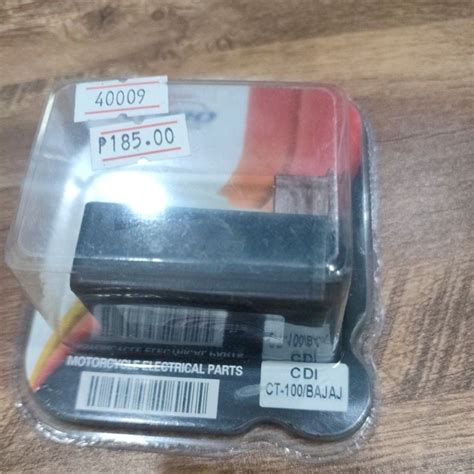 40009
₱185.00
MOTORCYCLE ELECTRICAL PARTS
CDI
CT-100/BAJAJ